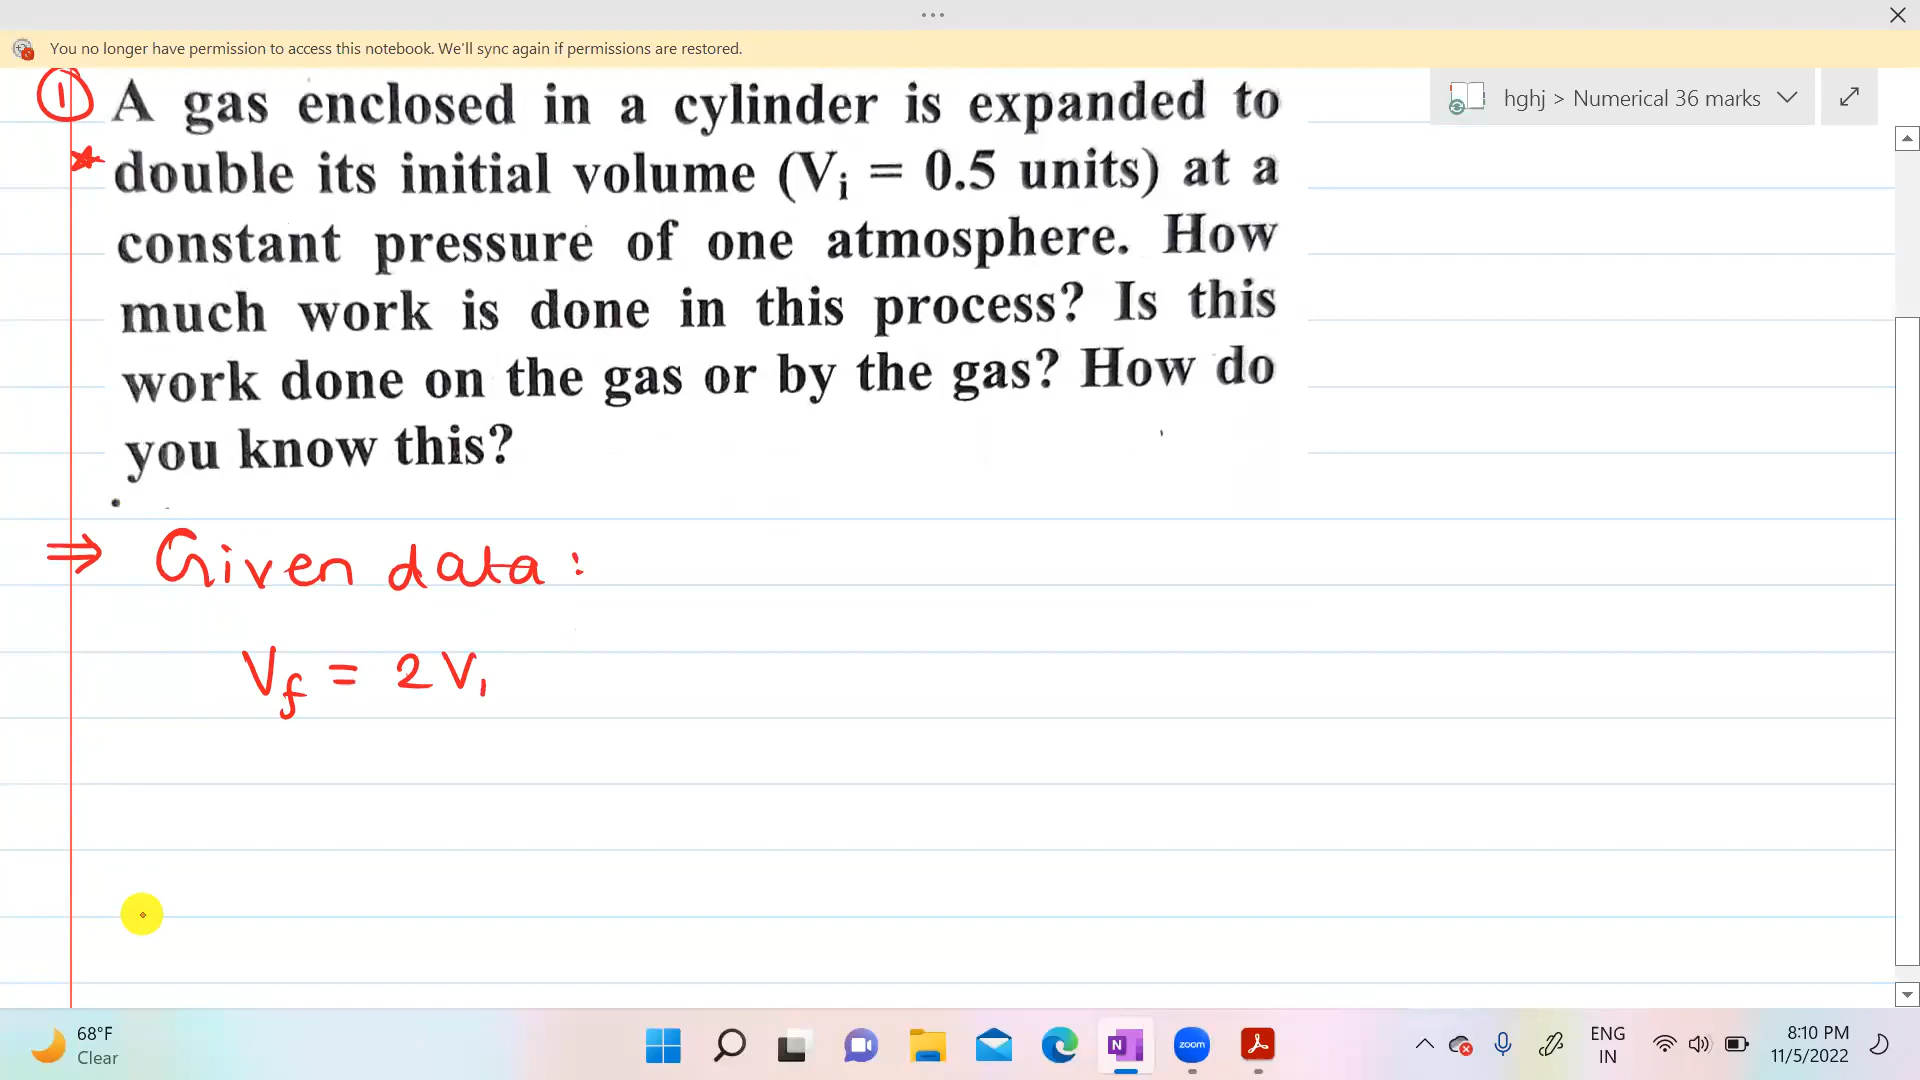 You no longer have permission to access this notebook. We'll sync again if permissions are restored.
hghj > Numerical 36 marks
1 A gas enclosed in a cylinder is expanded to
double its initial volume (Vi = 0.5 units) at a
constant pressure of one atmosphere. How
much work is done in this process? Is this
work done on the gas or by the gas? How do
you know this?
⇒ Given data :
Vf = 2 Vi
68°F
Clear
N
zoom
ENG
IN
8:10 PM
11/5/2022